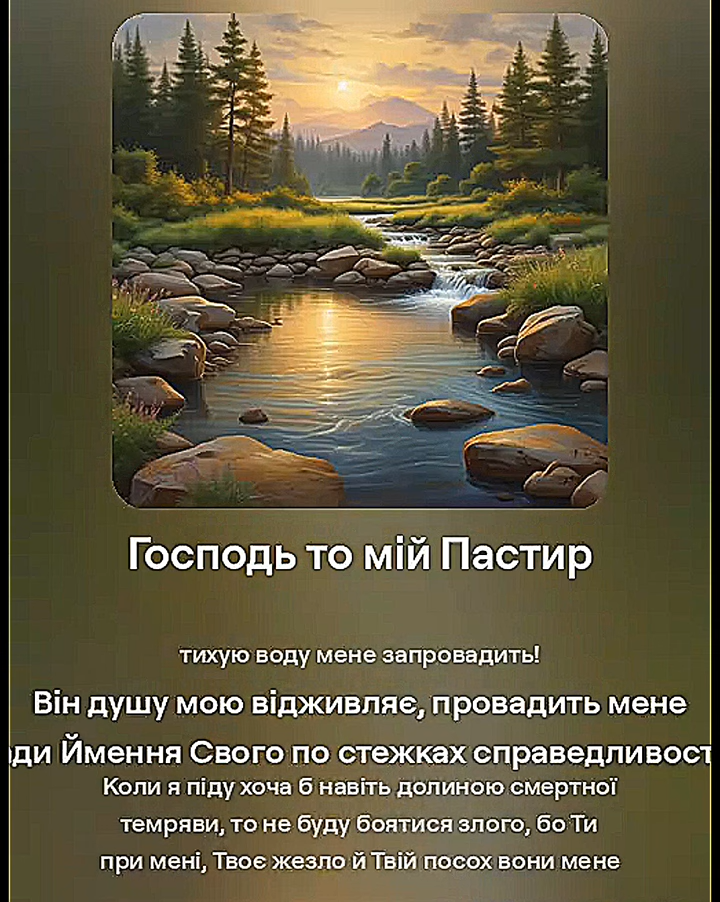 Господь то мій Пастир
тихую воду мене запровадить!
Він душу мою відживляє, провадить мене
ди Ймення Свого по стежках справедливост
Коли я піду хоча б навіть долиною смертної
темряви, то не буду боятися злого, бо Ти
при мені, Твоє жезло й Твій посох вони мене